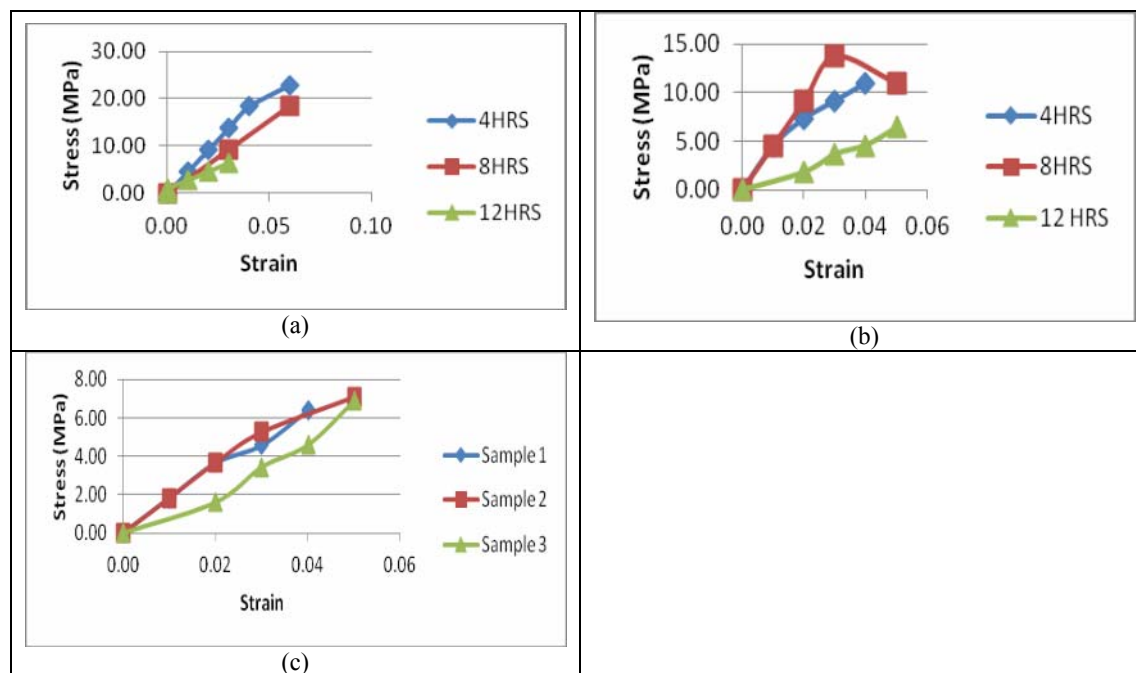 30.00
20.00
10.00
0.00
Stress (MPa)
0.00 0.05 0.10
Strain
4HRS
8HRS
12HRS
(a)
15.00
10.00
5.00
0.00
Stress (MPa)
0.00 0.02 0.04 0.06
Strain
4HRS
8HRS
12 HRS
(b)
8.00
6.00
4.00
2.00
0.00
Stress (MPa)
0.00 0.02 0.04 0.06
Strain
Sample 1
Sample 2
Sample 3
(c)